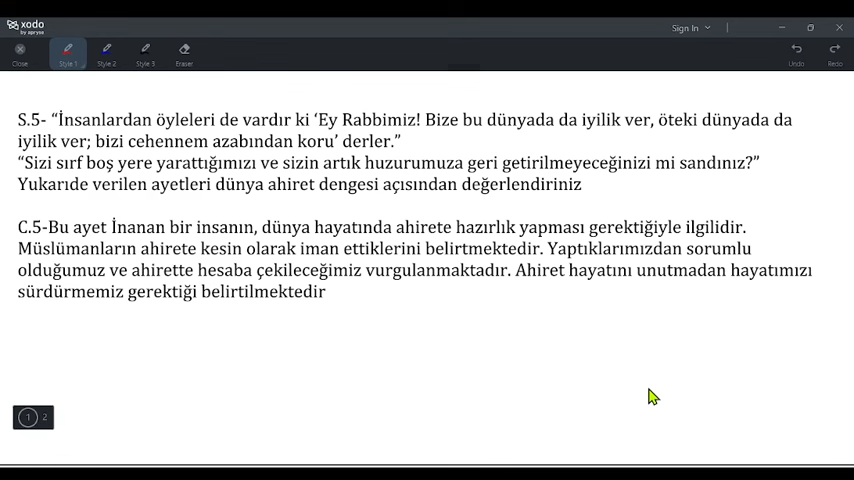 xodo
by apryse
Sign In
Close
Style 1
Style 2
Style 3
Eraser
Undo
Redo
S.5- “İnsanlardan öyleleri de vardır ki ‘Ey Rabbimiz! Bize bu dünyada da iyilik ver, öteki dünyada da
iyilik ver; bizi cehennem azabından koru’ derler.”
“Sizi sırf boş yere yarattığımızı ve sizin artık huzurumuza geri getirilmeyeceğinizi mi sandınız?”
Yukarıde verilen ayetleri dünya ahiret dengesi açısından değerlendiriniz
C.5-Bu ayet İnanan bir insanın, dünya hayatında ahirete hazırlık yapması gerektiğiyle ilgilidir.
Müslümanların ahirete kesin olarak iman ettiklerini belirtmektedir. Yaptıklarımızdan sorumlu
olduğumuz ve ahirette hesaba çekileceğimiz vurgulanmaktadır. Ahiret hayatını unutmadan hayatımızı
sürdürmemiz gerektiği belirtilmektedir
1 2